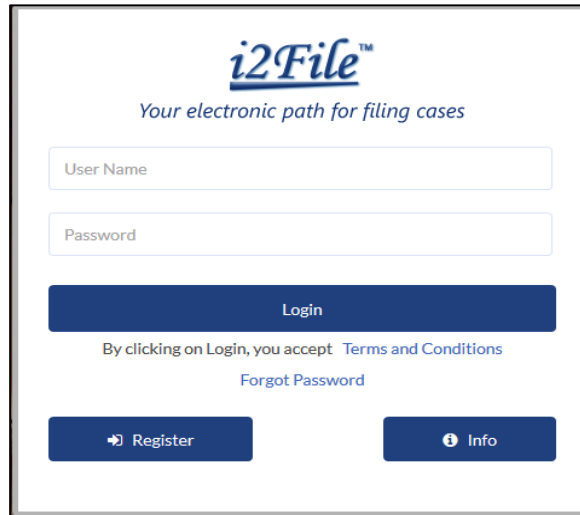 i2File™
Your electronic path for filing cases
User Name
Password
Login
By clicking on Login, you accept Terms and Conditions
Forgot Password
Register
Info